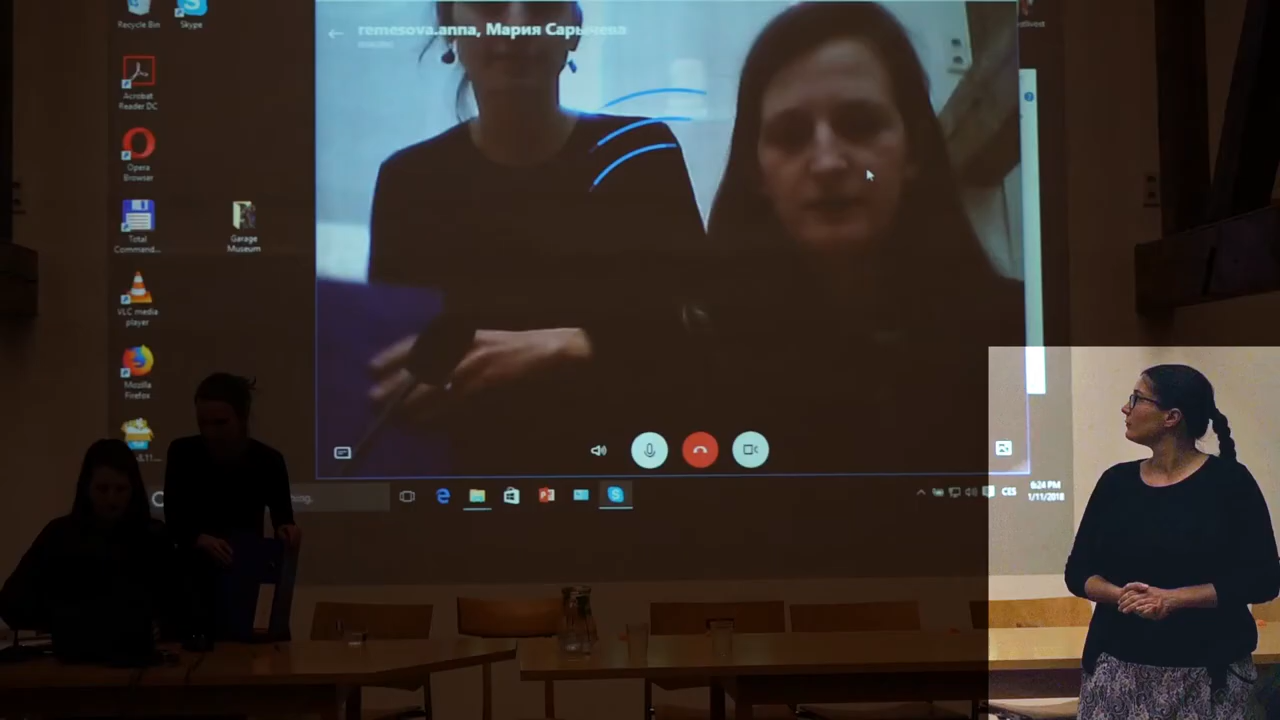 Recycle Bin
Skype
remesova.anna, Мария Сарычева
Acrobat
Reader DC
Opera
Browser
Total
Command...
Garage
Museum
VLC media
player
Mozilla
Firefox
CES
6:24 PM
1/11/2018